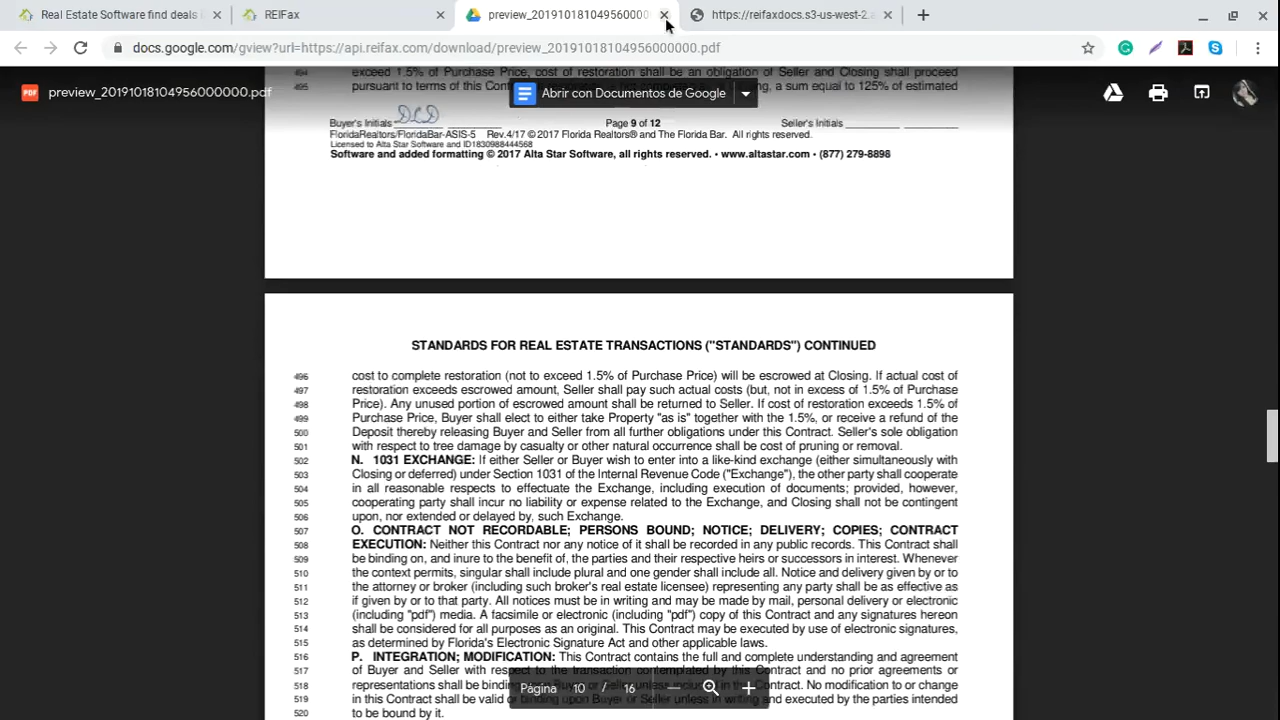 Real Estate Software find deals
REIFax
preview_20191018104956000000
https://reifaxdocs.s3-us-west-2.a
docs.google.com/gview?url=https://api.reifax.com/download/preview_20191018104956000000.pdf
PDF
preview_20191018104956000000.pdf
Abrir con Documentos de Google
494 exceed 1.5% of Purchase Price, cost of restoration shall be an obligation of Seller and Closing shall proceed
495 pursuant to terms of this Cont a sum equal to 125% of estimated
Buyer's Initials DCD Page 9 of 12 Seller's Initials
FloridaRealtors/FloridaBar-ASIS-5 Rev.4/17 © 2017 Florida Realtors® and The Florida Bar. All rights reserved.
Licensed to Alta Star Software and ID1830988444568
Software and added formatting © 2017 Alta Star Software, all rights reserved. • www.altastar.com • (877) 279-8898
STANDARDS FOR REAL ESTATE TRANSACTIONS ("STANDARDS") CONTINUED
496 cost to complete restoration (not to exceed 1.5% of Purchase Price) will be escrowed at Closing. If actual cost of
497 restoration exceeds escrowed amount, Seller shall pay such actual costs (but, not in excess of 1.5% of Purchase
498 Price). Any unused portion of escrowed amount shall be returned to Seller. If cost of restoration exceeds 1.5% of
499 Purchase Price, Buyer shall elect to either take Property "as is" together with the 1.5%, or receive a refund of the
500 Deposit thereby releasing Buyer and Seller from all further obligations under this Contract. Seller's sole obligation
501 with respect to tree damage by casualty or other natural occurrence shall be cost of pruning or removal.
502 N. 1031 EXCHANGE: If either Seller or Buyer wish to enter into a like-kind exchange (either simultaneously with
503 Closing or deferred) under Section 1031 of the Internal Revenue Code ("Exchange"), the other party shall cooperate
504 in all reasonable respects to effectuate the Exchange, including execution of documents; provided, however,
505 cooperating party shall incur no liability or expense related to the Exchange, and Closing shall not be contingent
506 upon, nor extended or delayed by, such Exchange.
507 O. CONTRACT NOT RECORDABLE; PERSONS BOUND; NOTICE; DELIVERY; COPIES; CONTRACT
508 EXECUTION: Neither this Contract nor any notice of it shall be recorded in any public records. This Contract shall
509 be binding on, and inure to the benefit of, the parties and their respective heirs or successors in interest. Whenever
510 the context permits, singular shall include plural and one gender shall include all. Notice and delivery given by or to
511 the attorney or broker (including such broker's real estate licensee) representing any party shall be as effective as
512 if given by or to that party. All notices must be in writing and may be made by mail, personal delivery or electronic
513 (including "pdf") media. A facsimile or electronic (including "pdf") copy of this Contract and any signatures hereon
514 shall be considered for all purposes as an original. This Contract may be executed by use of electronic signatures,
515 as determined by Florida's Electronic Signature Act and other applicable laws.
516 P. INTEGRATION; MODIFICATION: This Contract contains the full and complete understanding and agreement
517 of Buyer and Seller with respect to the transaction contemplated by this Contract and no prior agreements or
518 representations shall be binding upon Buyer or Seller unless included in this Contract. No modification to or change
519 in this Contract shall be valid or binding upon Buyer or Seller unless in writing and executed by the parties intended
520 to be bound by it.
Página 10 / 16